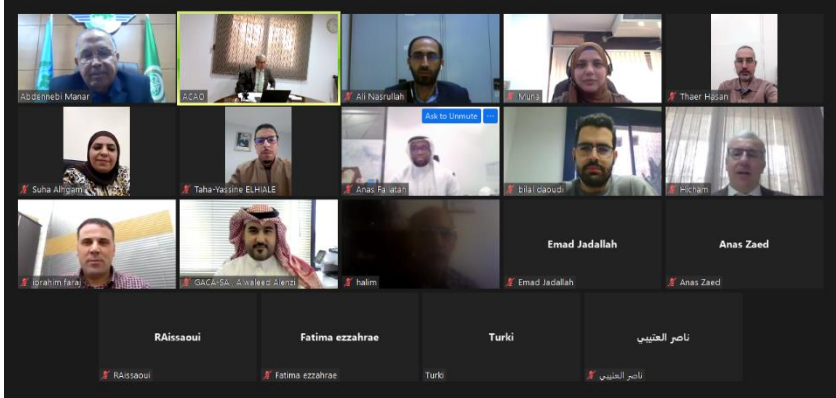 Abdennebi Manar
ACAO
Ali Nasrullah
Muna
Thaer Hasan
Suha Alhgam
Taha-Yassine ELHIALE
Ask to Unmute ...
Anas Fallatah
bilal daoudi
Hicham
ibrahim faraj
GACA-SA , Alwaleed Alenzi
halim
Emad Jadallah
Emad Jadallah
Anas Zaed
Anas Zaed
RAissaoui
RAissaoui
Fatima ezzahrae
Fatima ezzahrae
Turki
Turki
ناصر العتيبي
ناصر العتيبي